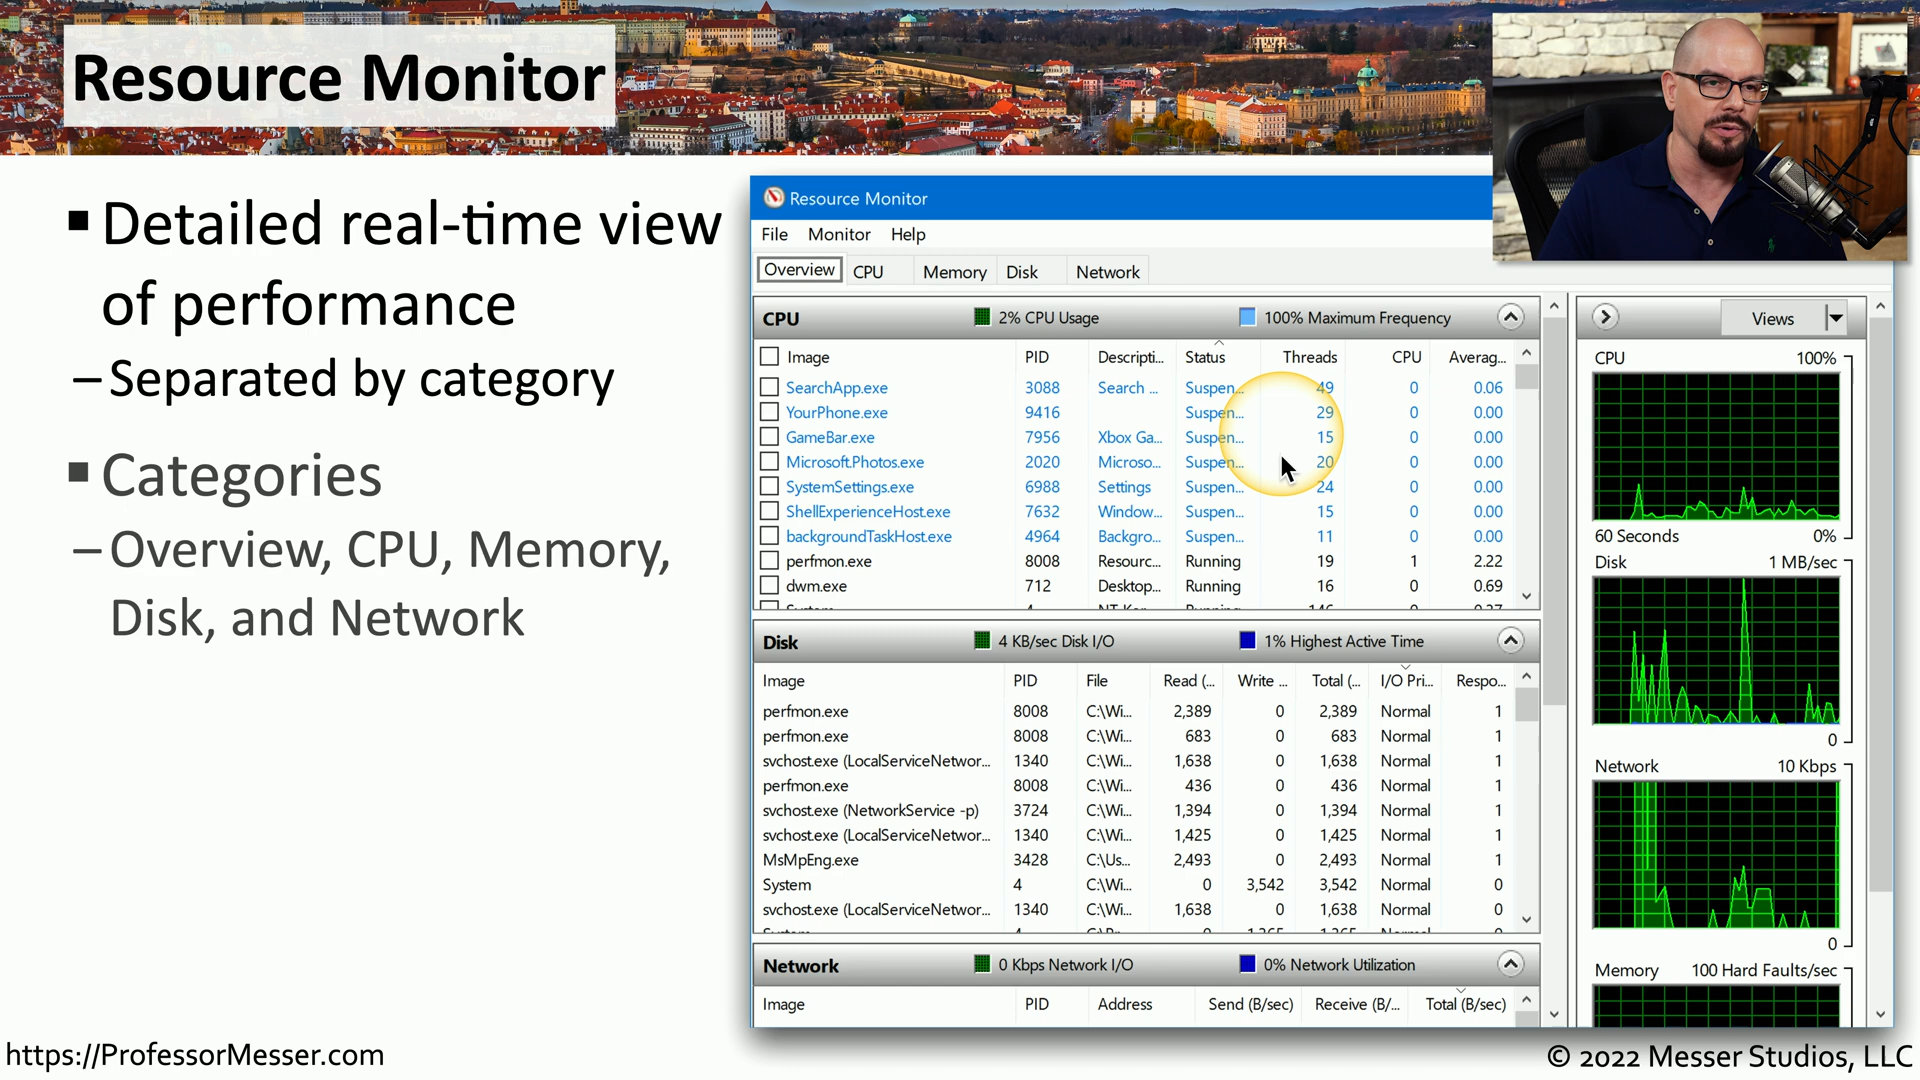 Resource Monitor
▪ Detailed real-time view
of performance
– Separated by category
▪ Categories
– Overview, CPU, Memory,
Disk, and Network
Resource Monitor
File Monitor Help
Overview CPU Memory Disk Network
CPU 2% CPU Usage 100% Maximum Frequency
Image PID Descripti... Status Threads CPU Averag...
SearchApp.exe 3088 Search ... Suspen... 49 0 0.06
YourPhone.exe 9416 Suspen... 29 0 0.00
GameBar.exe 7956 Xbox Ga... Suspen... 15 0 0.00
Microsoft.Photos.exe 2020 Microso... Suspen... 20 0 0.00
SystemSettings.exe 6988 Settings Suspen... 24 0 0.00
ShellExperienceHost.exe 7632 Window... Suspen... 15 0 0.00
backgroundTaskHost.exe 4964 Backgro... Suspen... 11 0 0.00
perfmon.exe 8008 Resourc... Running 19 1 2.22
dwm.exe 712 Desktop... Running 16 0 0.69
Disk 4 KB/sec Disk I/O 1% Highest Active Time
Image PID File Read (... Write ... Total (... I/O Pri... Respo...
perfmon.exe 8008 C:\Wi... 2,389 0 2,389 Normal 1
perfmon.exe 8008 C:\Wi... 683 0 683 Normal 1
svchost.exe (LocalServiceNetwor... 1340 C:\Wi... 1,638 0 1,638 Normal 1
perfmon.exe 8008 C:\Wi... 436 0 436 Normal 1
svchost.exe (NetworkService -p) 3724 C:\Wi... 1,394 0 1,394 Normal 1
svchost.exe (LocalServiceNetwor... 1340 C:\Wi... 1,425 0 1,425 Normal 1
MsMpEng.exe 3428 C:\Us... 2,493 0 2,493 Normal 1
System 4 C:\Wi... 0 3,542 3,542 Normal 0
svchost.exe (LocalServiceNetwor... 1340 C:\Wi... 1,638 0 1,638 Normal 0
Network 0 Kbps Network I/O 0% Network Utilization
Image PID Address Send (B/sec) Receive (B/... Total (B/sec)
Views
CPU 100%
60 Seconds 0%
Disk 1 MB/sec
0
Network 10 Kbps
0
Memory 100 Hard Faults/sec
https://ProfessorMesser.com
© 2022 Messer Studios, LLC